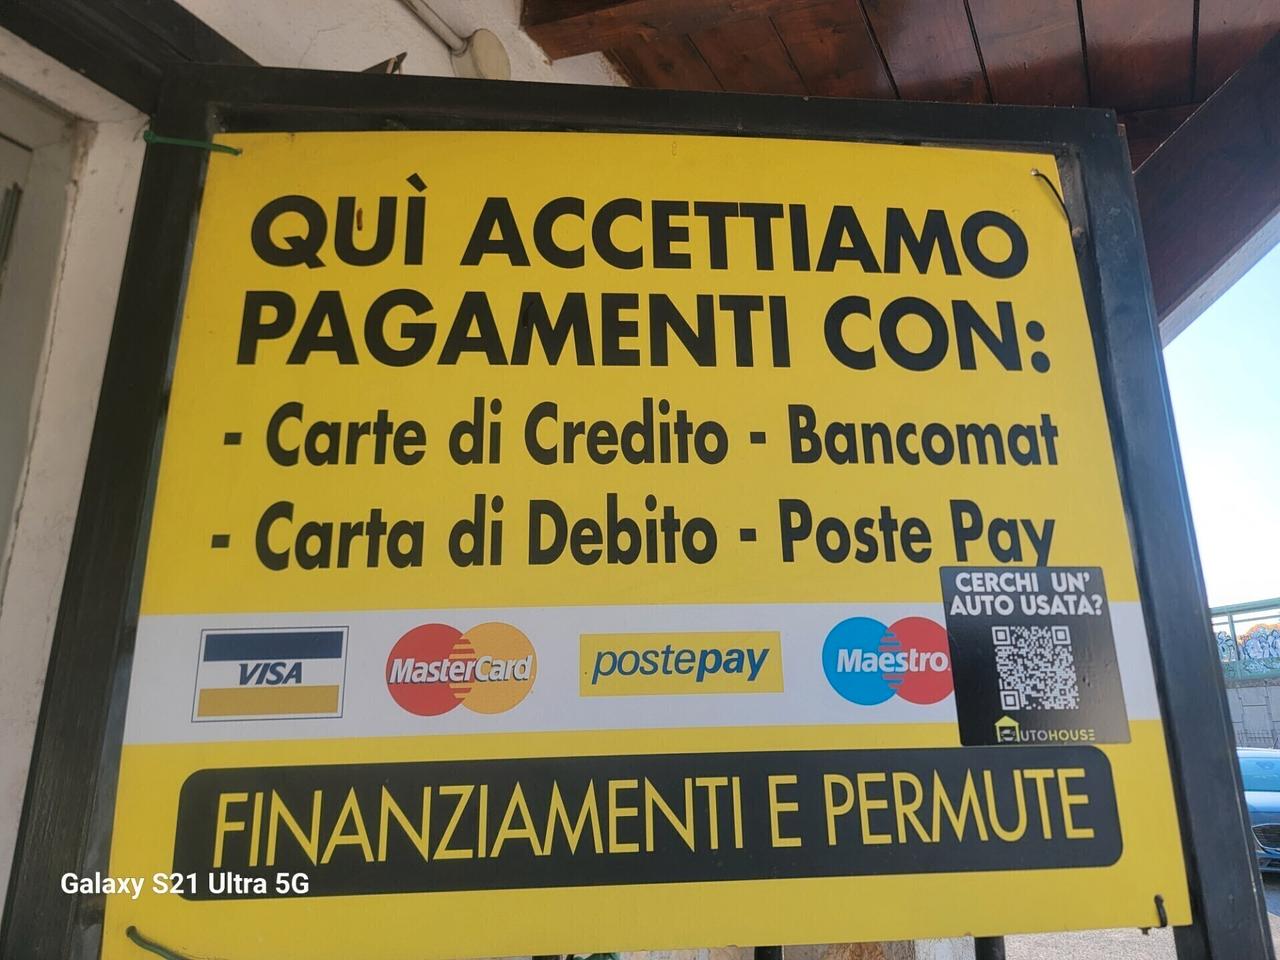 QUÌ ACCETTIAMO
PAGAMENTI CON:
- Carte di Credito - Bancomat
- Carta di Debito - Poste Pay
CERCHI UN'
AUTO USATA?
VISA MasterCard postepay Maestro
AUTOHOUSE
FINANZIAMENTI E PERMUTE
Galaxy S21 Ultra 5G